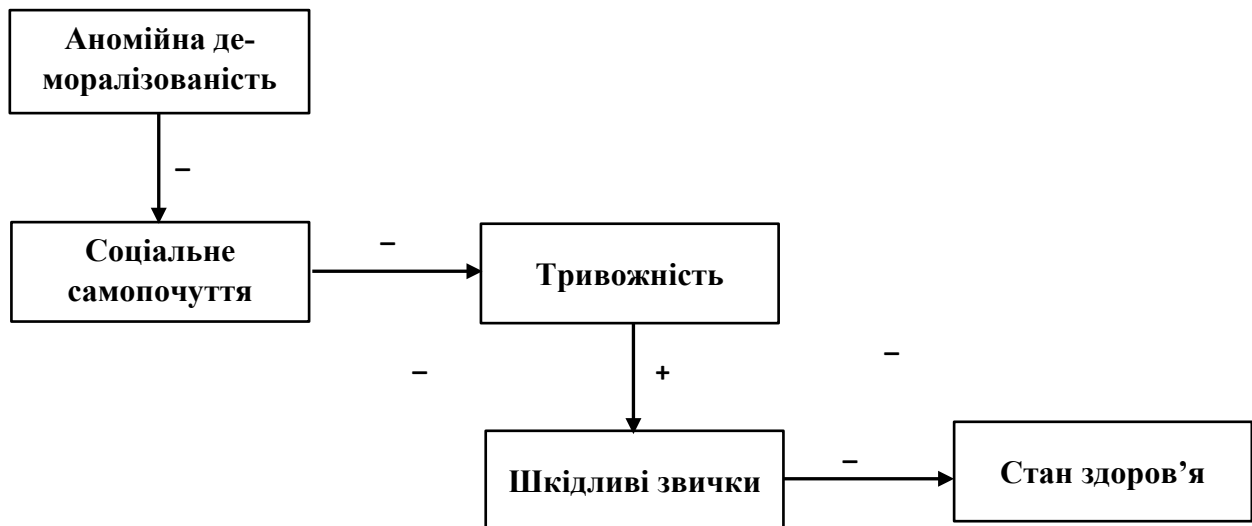 Аномійна де-
моралізованість
–
Соціальне
самопочуття
–
Тривожність
–
+
–
Шкідливі звички
–
Стан здоров’я